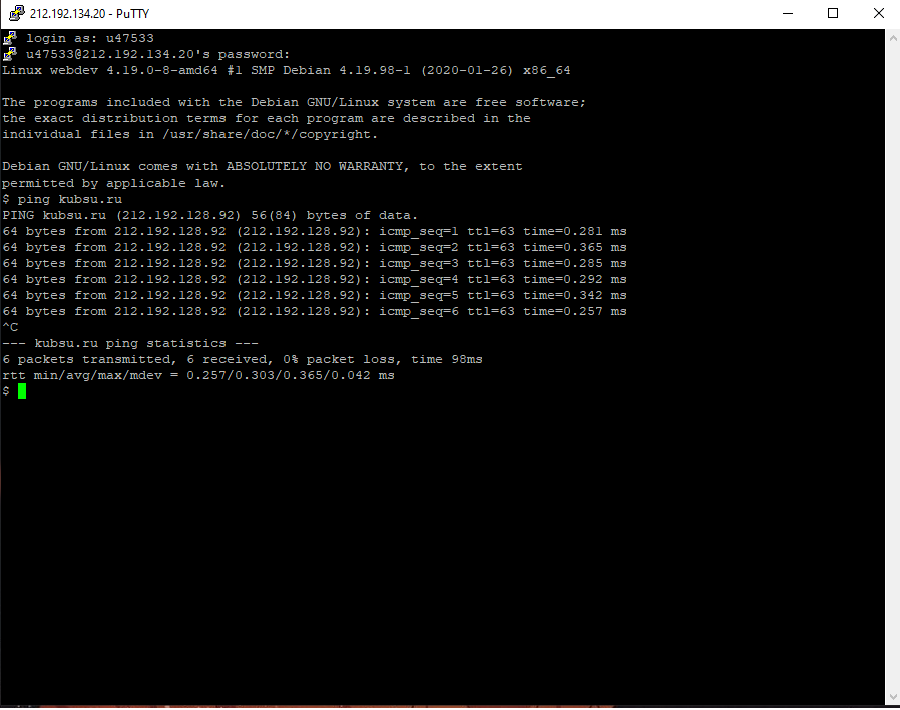 212.192.134.20 - PuTTY
login as: u47533
u47533@212.192.134.20's password:
Linux webdev 4.19.0-8-amd64 #1 SMP Debian 4.19.98-1 (2020-01-26) x86_64
The programs included with the Debian GNU/Linux system are free software;
the exact distribution terms for each program are described in the
individual files in /usr/share/doc/*/copyright.
Debian GNU/Linux comes with ABSOLUTELY NO WARRANTY, to the extent
permitted by applicable law.
$ ping kubsu.ru
PING kubsu.ru (212.192.128.92) 56(84) bytes of data.
64 bytes from 212.192.128.92 (212.192.128.92): icmp_seq=1 ttl=63 time=0.281 ms
64 bytes from 212.192.128.92 (212.192.128.92): icmp_seq=2 ttl=63 time=0.365 ms
64 bytes from 212.192.128.92 (212.192.128.92): icmp_seq=3 ttl=63 time=0.285 ms
64 bytes from 212.192.128.92 (212.192.128.92): icmp_seq=4 ttl=63 time=0.292 ms
64 bytes from 212.192.128.92 (212.192.128.92): icmp_seq=5 ttl=63 time=0.342 ms
64 bytes from 212.192.128.92 (212.192.128.92): icmp_seq=6 ttl=63 time=0.257 ms
^C
--- kubsu.ru ping statistics ---
6 packets transmitted, 6 received, 0% packet loss, time 98ms
rtt min/avg/max/mdev = 0.257/0.303/0.365/0.042 ms
$